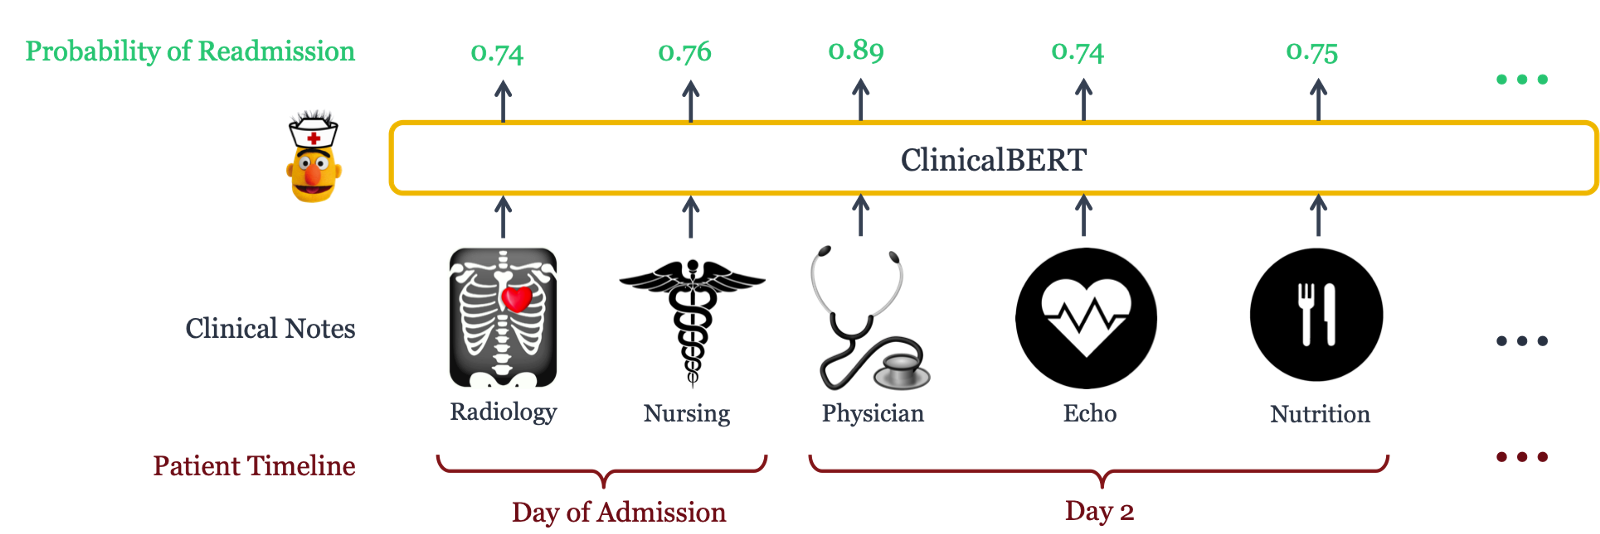 Probability of Readmission 0.74 0.76 0.89 0.74 0.75 ...
ClinicalBERT
Clinical Notes ...
Radiology Nursing Physician Echo Nutrition
Patient Timeline ...
Day of Admission Day 2